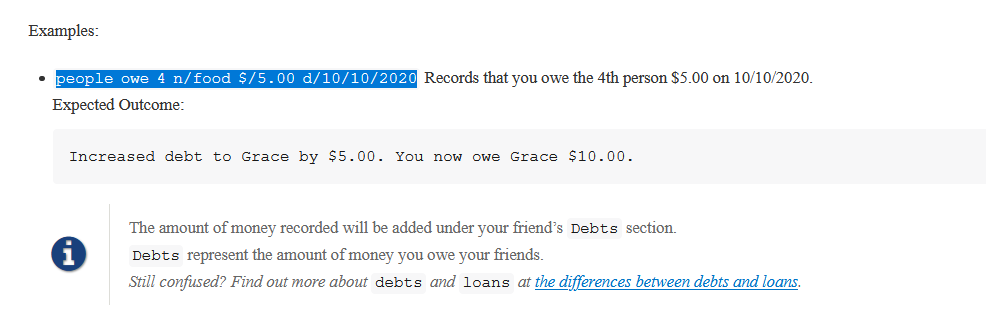 Examples:
• people owe 4 n/food $/5.00 d/10/10/2020 Records that you owe the 4th person $5.00 on 10/10/2020.
Expected Outcome:
Increased debt to Grace by $5.00. You now owe Grace $10.00.
The amount of money recorded will be added under your friend’s Debts section.
Debts represent the amount of money you owe your friends.
Still confused? Find out more about debts and loans at the differences between debts and loans.